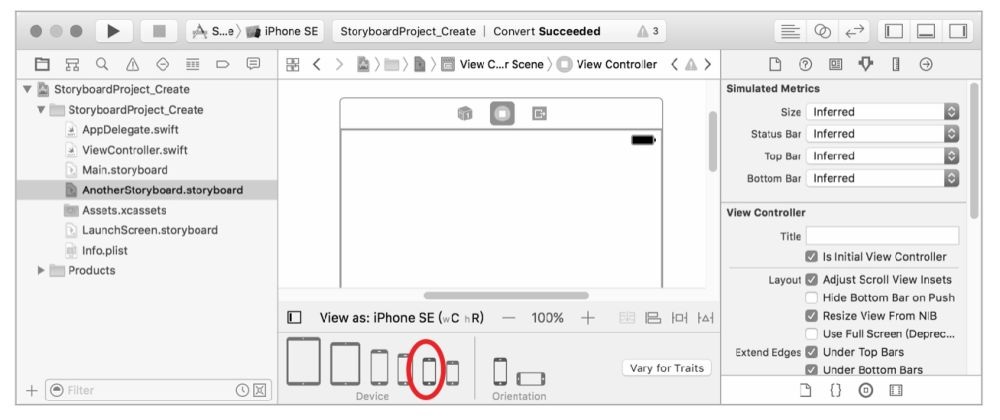 S...e) iPhone SE StoryboardProject_Create | Convert Succeeded 3
View C...r Scene View Controller
StoryboardProject_Create
StoryboardProject_Create
AppDelegate.swift
ViewController.swift
Main.storyboard
AnotherStoryboard.storyboard
Assets.xcassets
LaunchScreen.storyboard
Info.plist
Products
Filter
View as: iPhone SE (wC hR) — 100% +
Device
Orientation
Vary for Traits
Simulated Metrics
Size Inferred
Status Bar Inferred
Top Bar Inferred
Bottom Bar Inferred
View Controller
Title
Is Initial View Controller
Layout Adjust Scroll View Insets
Hide Bottom Bar on Push
Resize View From NIB
Use Full Screen (Deprec...
Extend Edges Under Top Bars
Under Bottom Bars